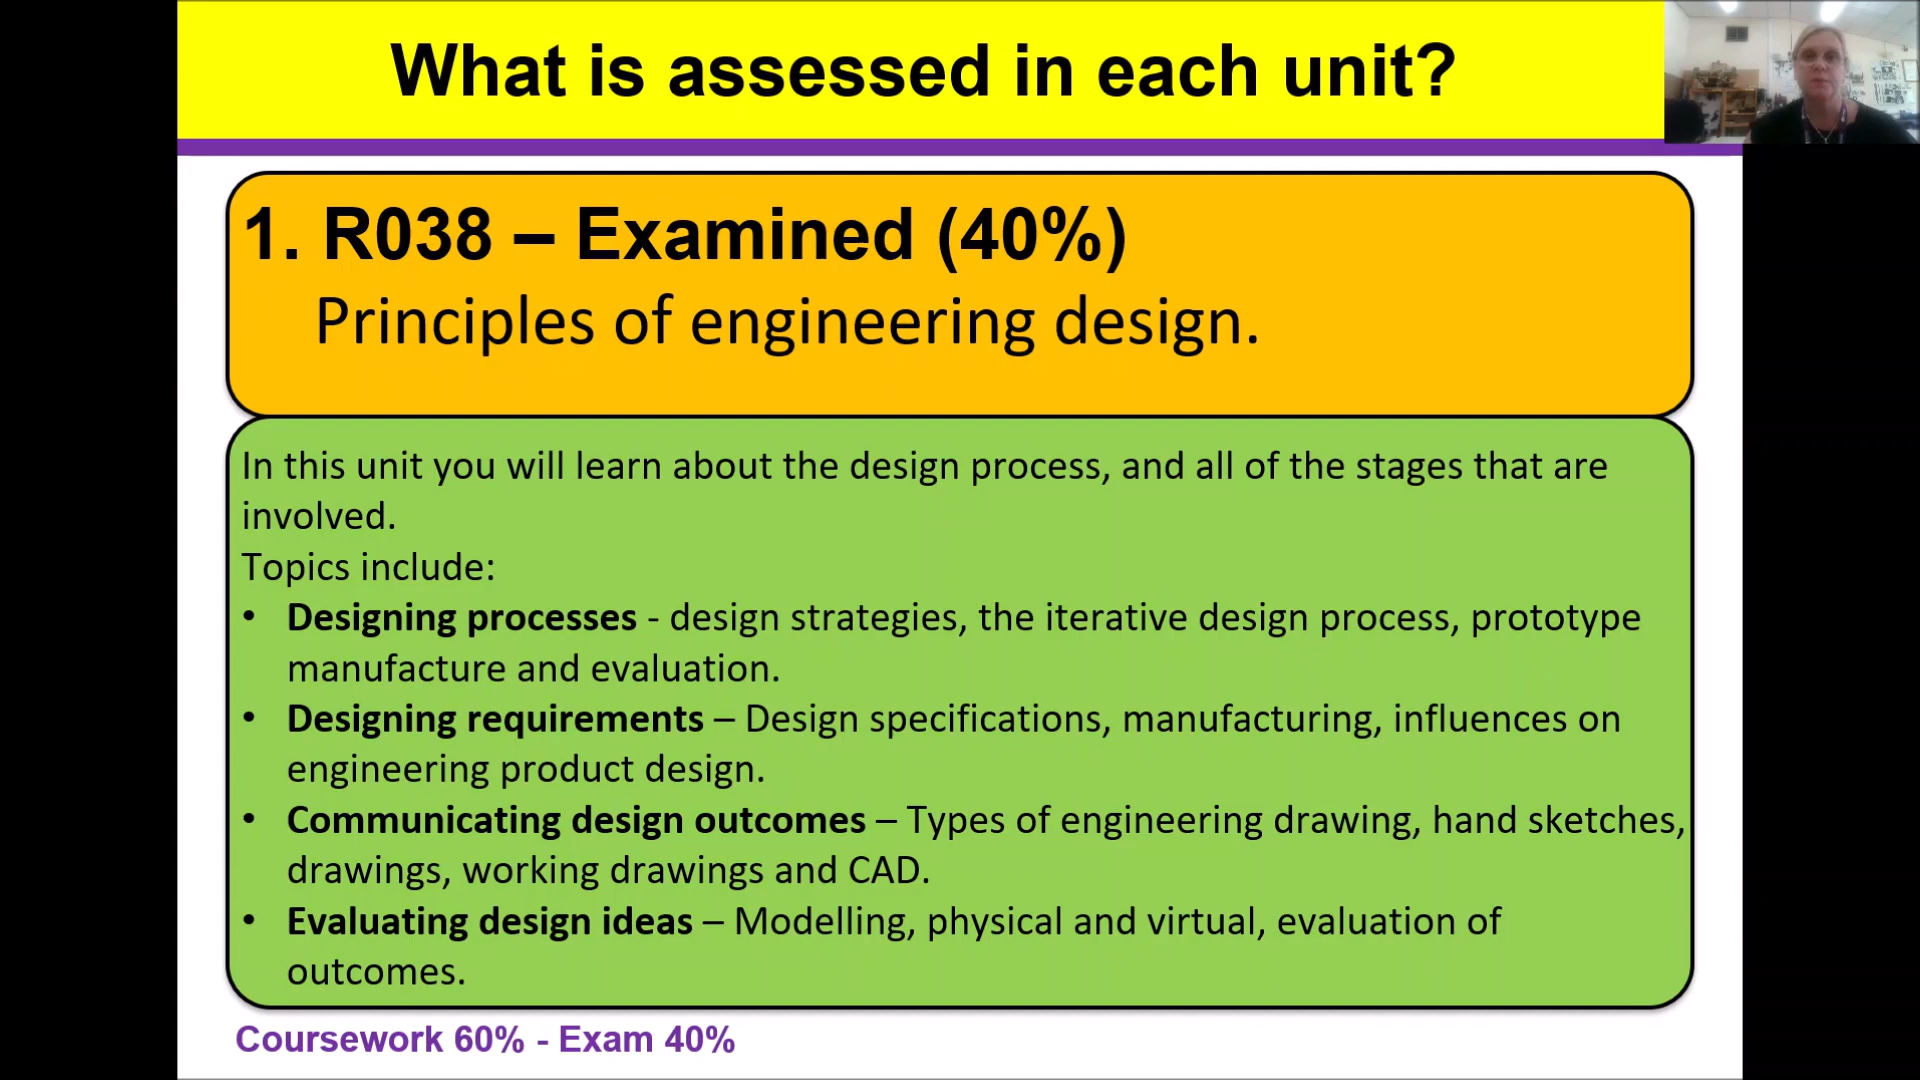 What is assessed in each unit?
1. R038 – Examined (40%)
Principles of engineering design.
In this unit you will learn about the design process, and all of the stages that are
involved.
Topics include:
• Designing processes - design strategies, the iterative design process, prototype
manufacture and evaluation.
• Designing requirements – Design specifications, manufacturing, influences on
engineering product design.
• Communicating design outcomes – Types of engineering drawing, hand sketches,
drawings, working drawings and CAD.
• Evaluating design ideas – Modelling, physical and virtual, evaluation of
outcomes.
Coursework 60% - Exam 40%